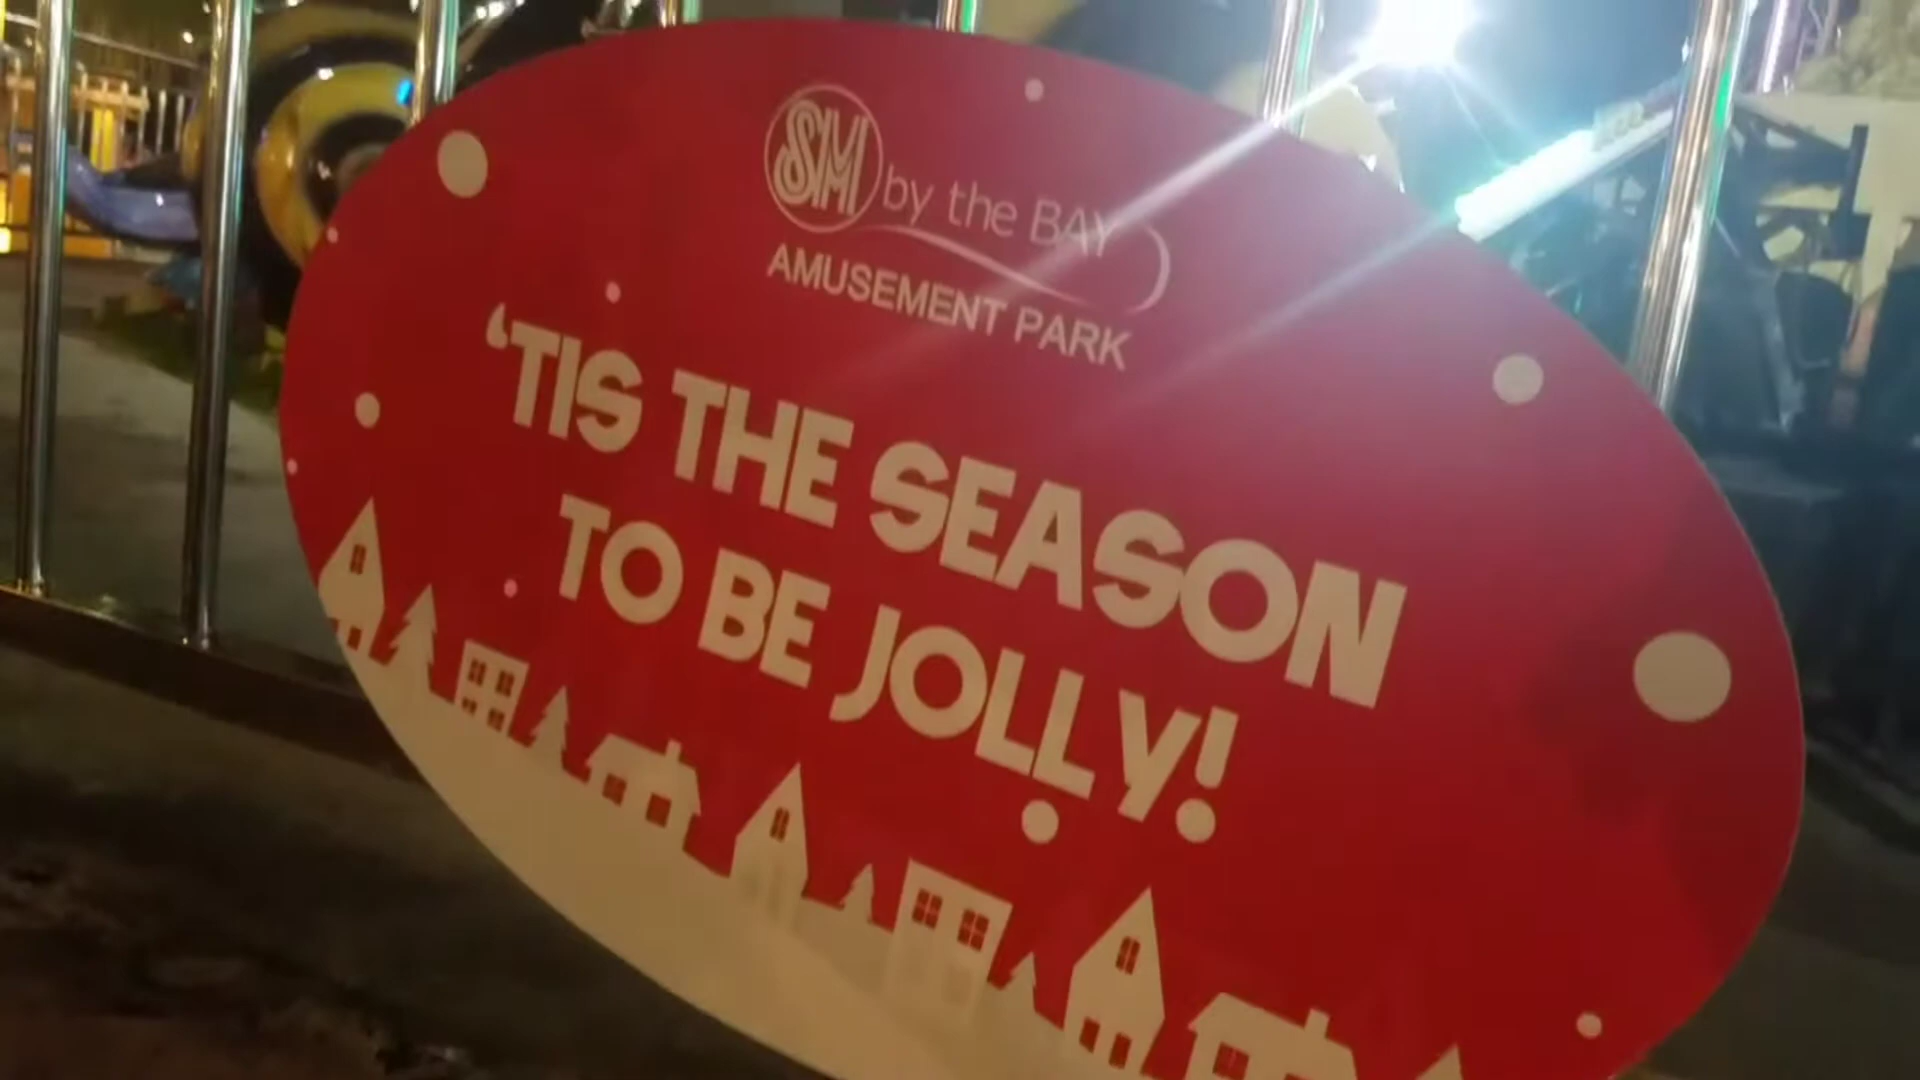 SM by the BAY
AMUSEMENT PARK
‘TIS THE SEASON
TO BE JOLLY!